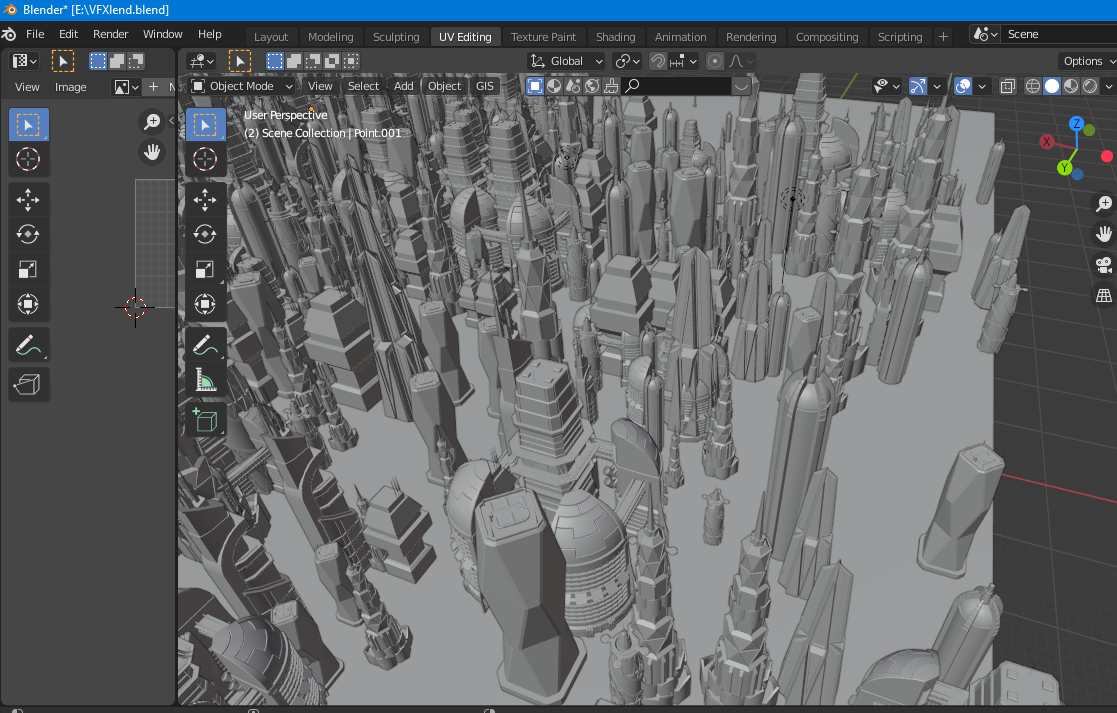 Blender* [E:\VFXlend.blend]
File Edit Render Window Help
Layout Modeling Sculpting UV Editing Texture Paint Shading Animation Rendering Compositing Scripting + Scene
Global Options
View Image + N Object Mode View Select Add Object GIS
User Perspective
(2) Scene Collection | Point.001
Z
X
Y